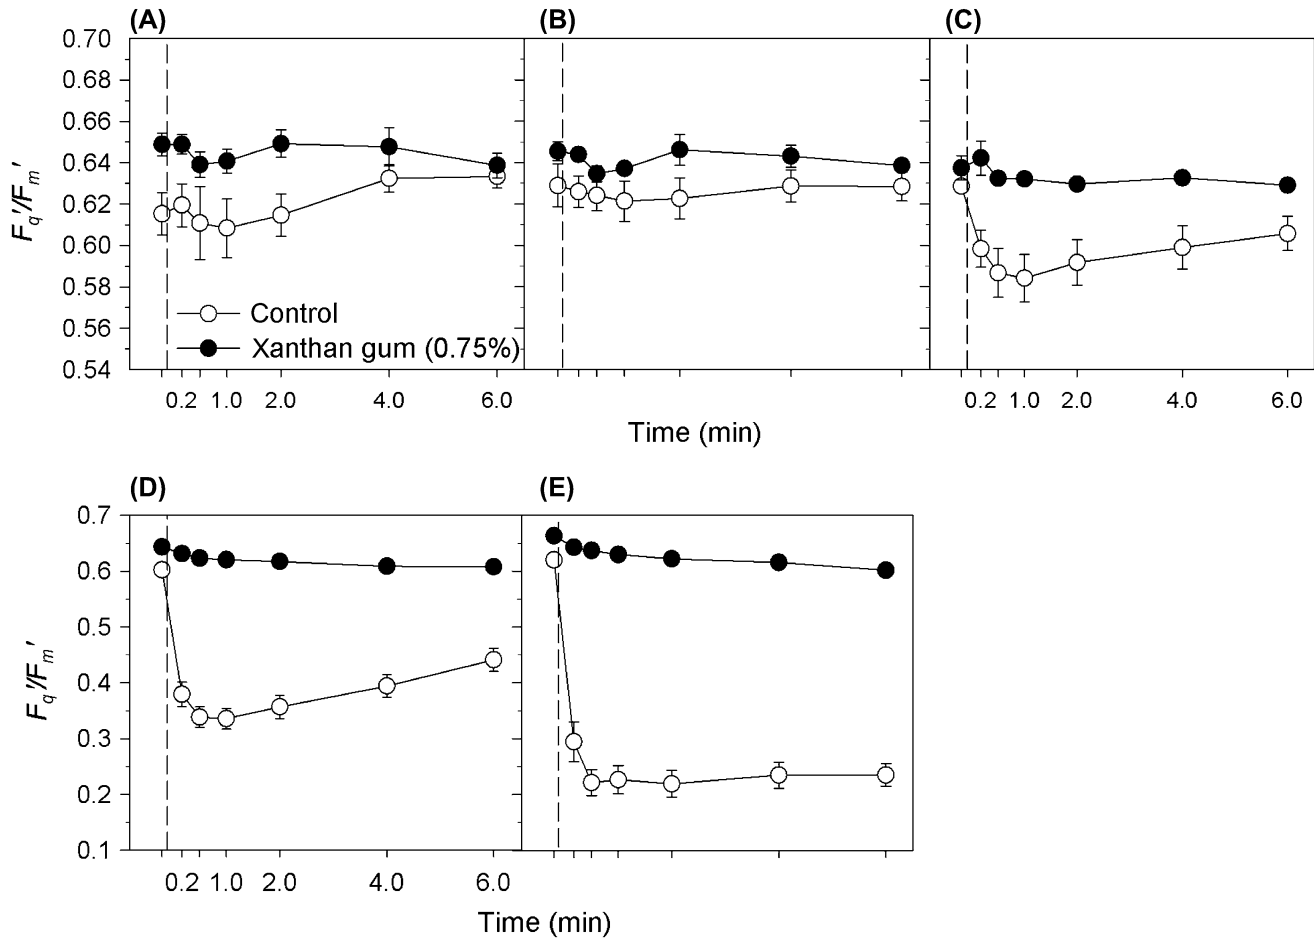 (A) (B) (C)
0.70
0.68
0.66
0.64
0.62
0.60
0.58
0.56
0.54
Fq'/Fm'
Control
Xanthan gum (0.75%)
0.2 1.0 2.0 4.0 6.0 0.2 1.0 2.0 4.0 6.0
Time (min)
(D) (E)
0.7
0.6
0.5
0.4
0.3
0.2
0.1
Fq'/Fm'
0.2 1.0 2.0 4.0 6.0
Time (min)